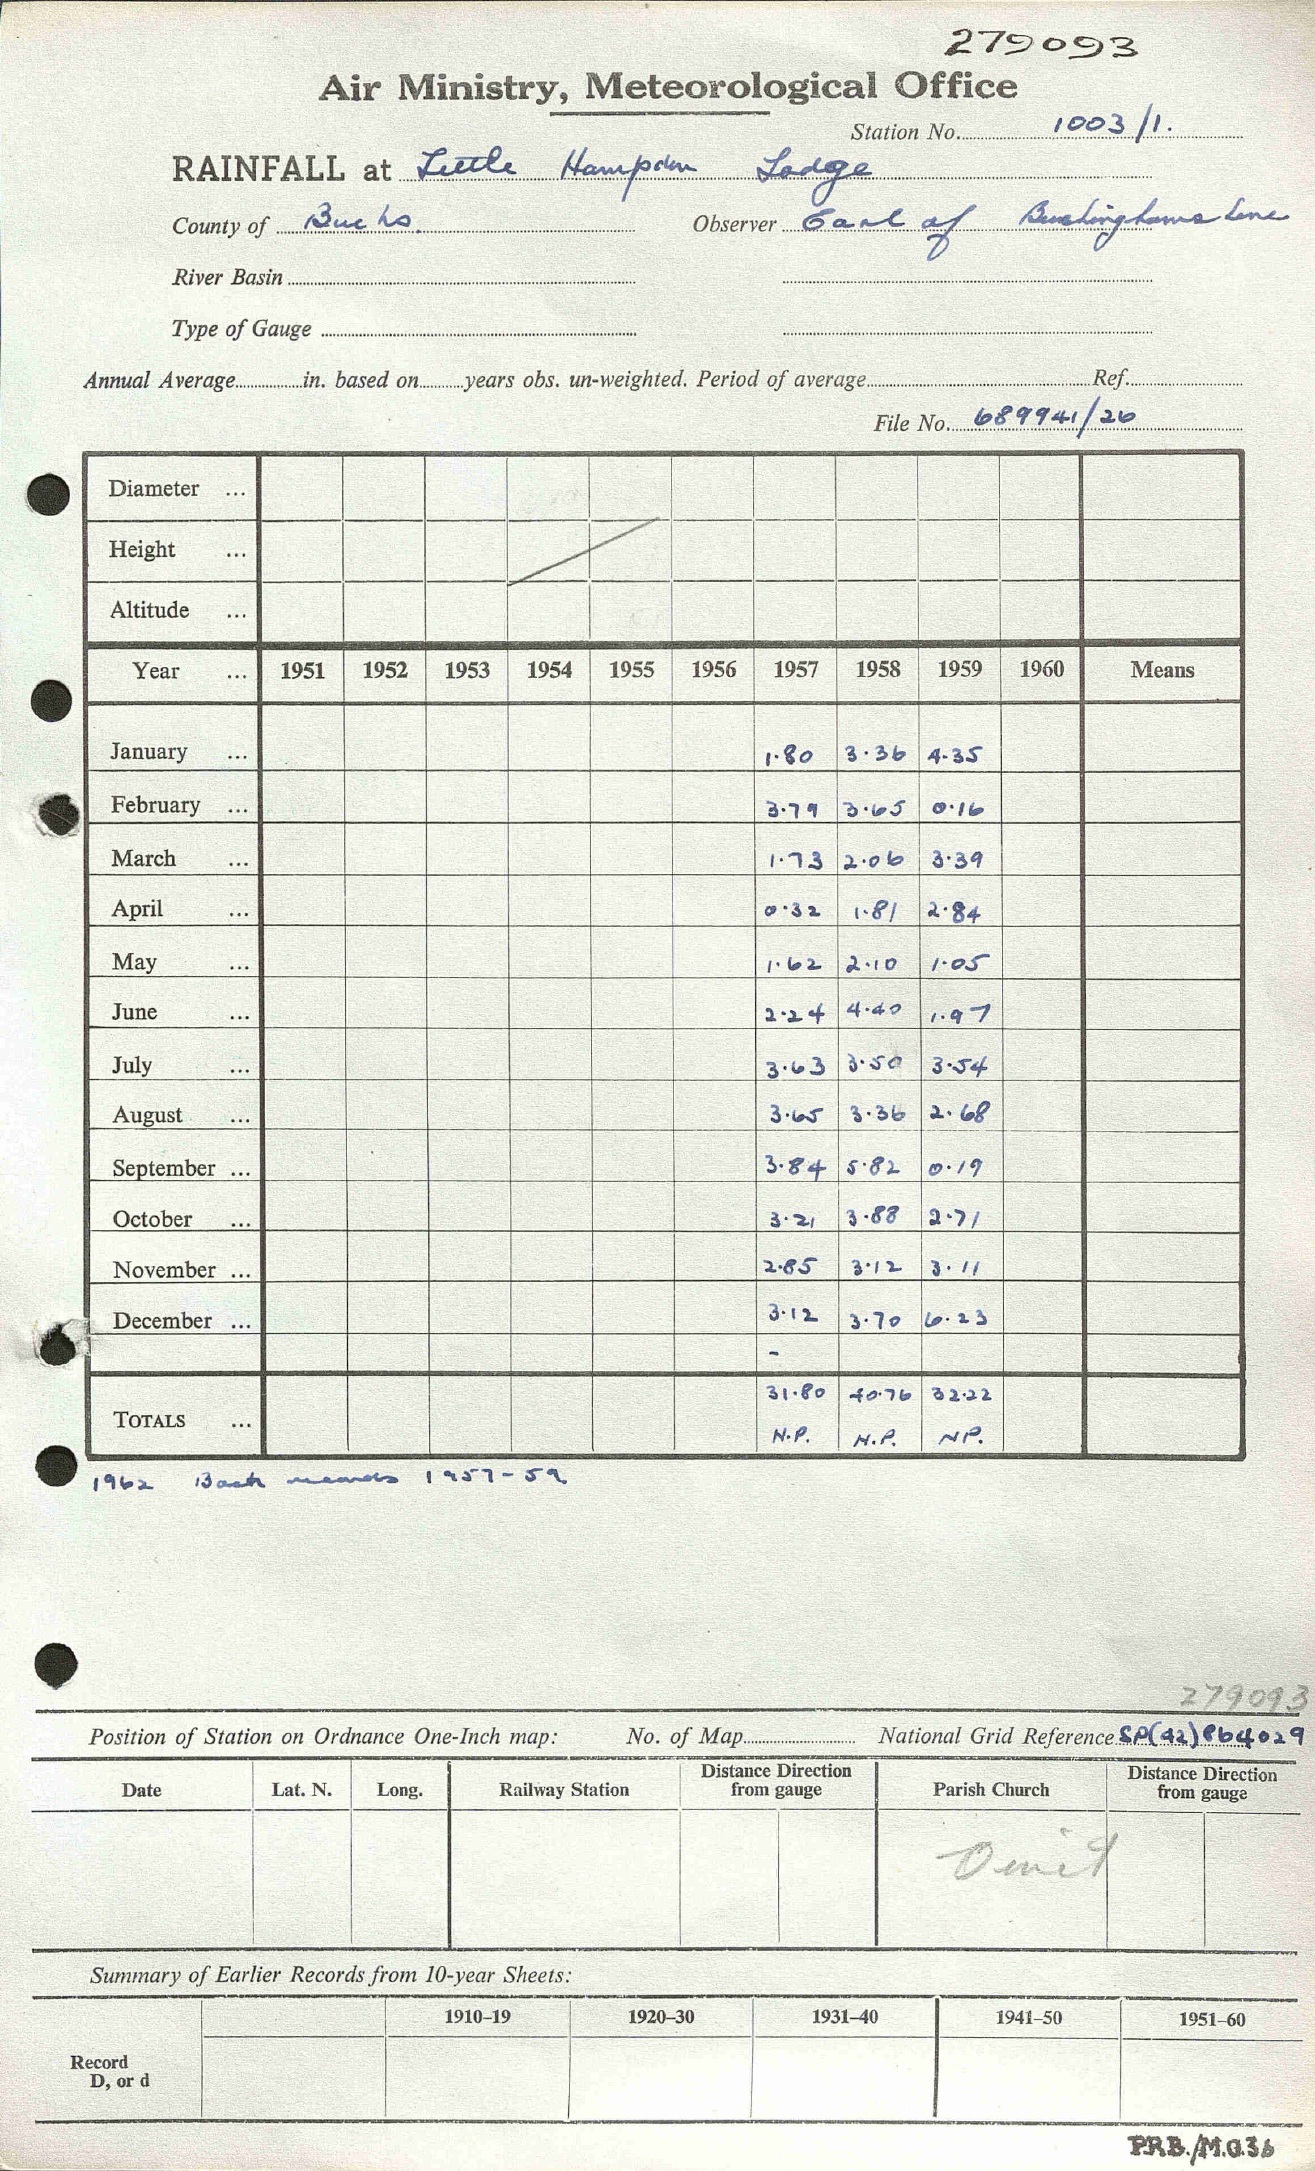 279093
Air Ministry, Meteorological Office
Station No. 1003/1.
RAINFALL at Little Hampden Lodge
County of Bucks. Observer Earl of Buckinghamshire
River Basin
Type of Gauge
Annual Average in. based on years obs. un-weighted. Period of average Ref.
File No. 689941/26
Diameter ...
Height ...
Altitude ...
Year ... 1951 1952 1953 1954 1955 1956 1957 1958 1959 1960 Means
January ... 1.80 3.36 4.35
February ... 3.79 3.65 0.16
March ... 1.73 2.06 3.39
April ... 0.32 1.81 2.84
May ... 1.62 2.10 1.05
June ... 2.24 4.40 1.97
July ... 3.63 3.50 3.54
August ... 3.65 3.36 2.68
September ... 3.84 5.82 0.19
October ... 3.21 3.88 2.71
November ... 2.85 3.12 3.11
December ... 3.12 3.70 6.23
-
TOTALS ... 31.80 40.76 32.22
N.P. N.P. NP.
1962 Back records 1957-59
279093
Position of Station on Ordnance One-Inch map: No. of Map National Grid Reference SP(42)864029
Date Lat. N. Long. Railway Station Distance Direction from gauge Parish Church Distance Direction from gauge
Omit
Summary of Earlier Records from 10-year Sheets:
1910–19 1920–30 1931–40 1941–50 1951–60
Record
D, or d
P.R.B./M.O.36